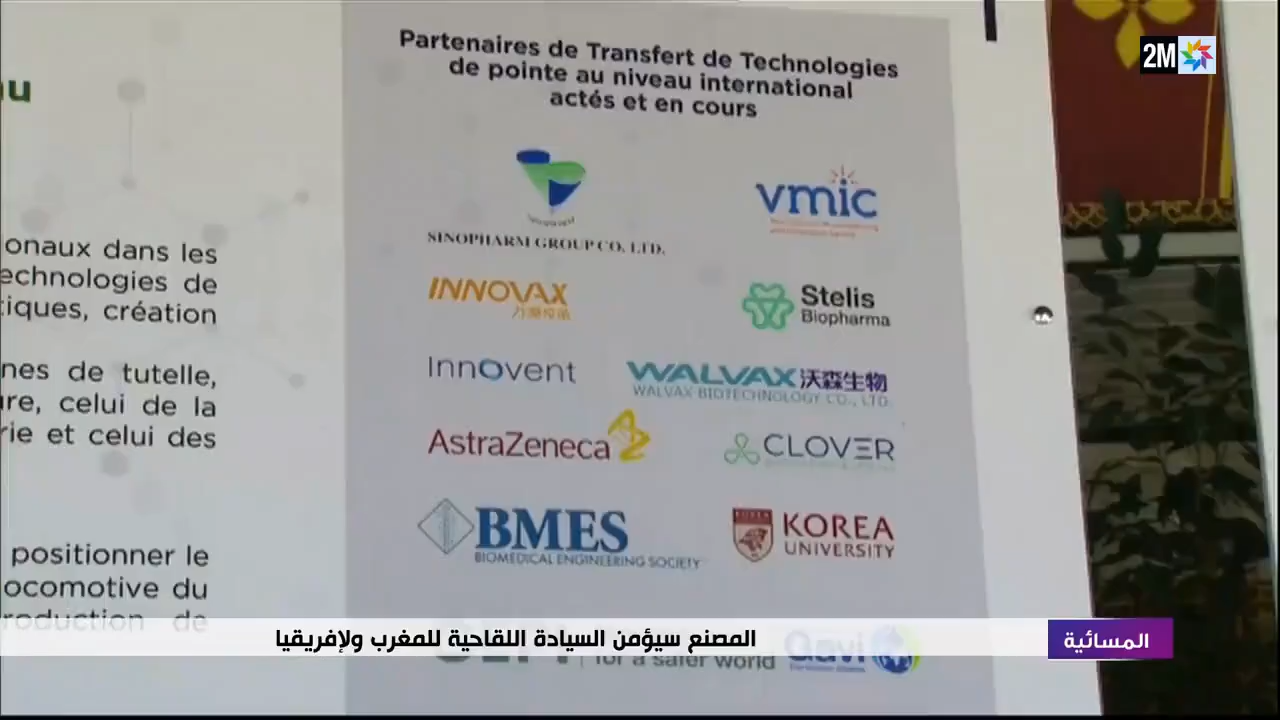 Partenaires de Transfert de Technologies
de pointe au niveau international
actés et en cours
2M
SINOPHARM GROUP CO., LTD.
vmic
INNOVAX
Stelis
Biopharma
Innovent
WALVAX 沃森生物
WALVAX BIOTECHNOLOGY CO., LTD.
AstraZeneca
CLOVER
BMES
BIOMEDICAL ENGINEERING SOCIETY
KOREA
UNIVERSITY
for a safer world
Gavi
onaux dans les
echnologies de
tiques, création
nes de tutelle,
re, celui de la
rie et celui des
positionner le
ocomotive du
roduction de
المسائية
المصنع سيؤمن السيادة اللقاحية للمغرب ولإفريقيا